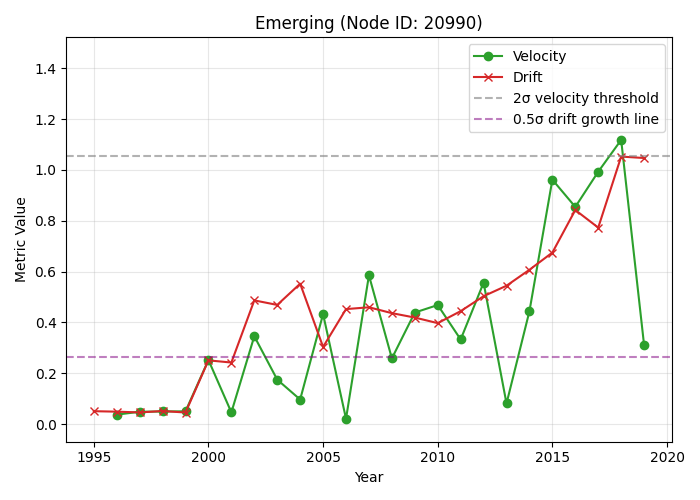 Emerging (Node ID: 20990)
Velocity
Drift
2σ velocity threshold
0.5σ drift growth line
Metric Value
1.4
1.2
1.0
0.8
0.6
0.4
0.2
0.0
1995 2000 2005 2010 2015 2020
Year